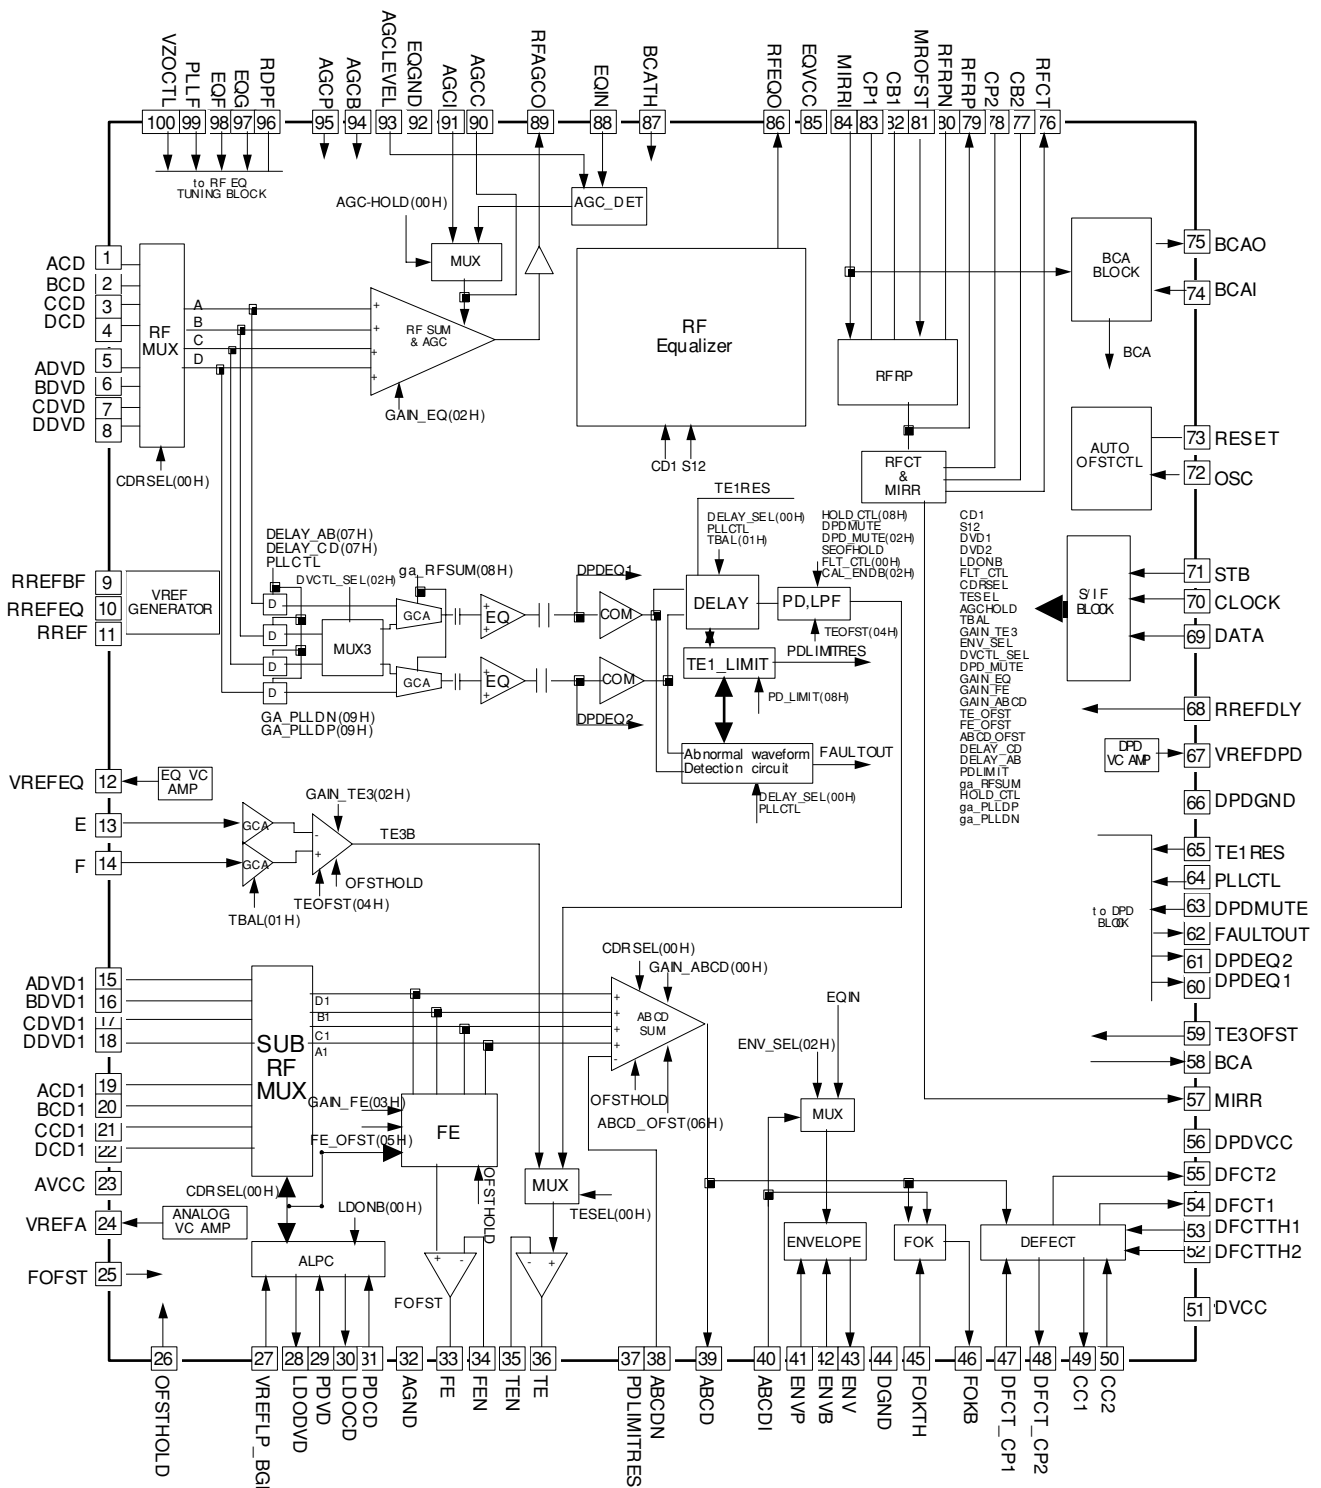 VZOCTL
PLLF
EQF
EQG
RDPF
AGCP
AGCB
AGCLEVEL
EQGND
AGCI
AGCC
RFAGCO
EQIN
BCATH
RFEQO
EQVCC
MIRRI
CP1
CB1
MROFST
RFRPN
RFRP
CP2
CB2
RFCT
100 99 98 97 96 95 94 93 92 91 90 89 88 87 86 85 84 83 82 81 80 79 78 77 76
to RF EQ
TUNING BLOCK
AGC-HOLD(00H)
AGC_DET
MUX
ACD 1
BCD 2
CCD 3
DCD 4
ADVD 5
BDVD 6
CDVD 7
DDVD 8
RF
MUX
A
B
C
D
+
+
+
+
RF SUM
& AGC
GAIN_EQ(02H)
CDRSEL(00H)
RF
Equalizer
CD1 S12
RFRP
RFCT
&
MIRR
BCA
BLOCK
BCA
75 BCAO
74 BCAI
AUTO
OFSTCTL
73 RESET
72 OSC
TE1RES
DELAY_SEL(00H)
PLLCTL
TBAL(01H)
HOLD_CTL(08H)
DPDMUTE
DPD_MUTE(02H)
SEOFHOLD
FLT_CTL(00H)
CAL_ENDB(02H)
DELAY_AB(07H)
DELAY_CD(07H)
PLLCTL
DVCTL_SEL(02H)
ga_RFSUM(08H)
DPDEQ1
RREFBF 9
RREFEQ 10
RREF 11
VREF
GENERATOR
D
D
D
D
MUX3
GCA
GCA
+
EQ
+
+
EQ
+
COM
COM
DPDEQ2
GA_PLLDN(09H)
GA_PLLDP(09H)
DELAY
PD,LPF
TEOFST(04H)
TE1_LIMIT
PDLIMITRES
PD_LIMIT(08H)
Abnormal waveform
Detection circuit
FAULTOUT
DELAY_SEL(00H)
PLLCTL
CD1
S12
DVD1
DVD2
LDONB
FLT_CTL
CDRSEL
TESEL
AGCHOLD
TBAL
GAIN_TE3
ENV_SEL
DVCTL_SEL
DPD_MUTE
GAIN_EQ
GAIN_FE
GAIN_ABCD
TE_OFST
FE_OFST
ABCD_OFST
DELAY_CD
DELAY_AB
PDLIMIT
ga_RFSUM
HOLD_CTL
ga_PLLDP
ga_PLLDN
S/IF
BLOCK
71 STB
70 CLOCK
69 DATA
68 RREFDLY
DPD
VC AMP
67 VREFDPD
66 DPDGND
65 TE1RES
64 PLLCTL
63 DPDMUTE
62 FAULTOUT
61 DPDEQ2
60 DPDEQ1
to DPD
BLOCK
59 TE3OFST
58 BCA
57 MIRR
56 DPDVCC
55 DFCT2
54 DFCT1
53 DFCTTH1
52 DFCTTH2
51 DVCC
VREFEQ 12
EQ VC
AMP
E 13
F 14
GCA
GCA
GAIN_TE3(02H)
-
+
TE3B
OFSTHOLD
TEOFST(04H)
TBAL(01H)
ADVD1 15
BDVD1 16
CDVD1 17
DDVD1 18
ACD1 19
BCD1 20
CCD1 21
DCD1 22
AVCC 23
VREFA 24
FOFST 25
SUB
RF
MUX
D1
B1
C1
A1
CDRSEL(00H)
GAIN_ABCD(00H)
+
+
+
+
-
ABCD
SUM
OFSTHOLD
ABCD_OFST(06H)
GAIN_FE(03H)
FE_OFST(05H)
FE
OFSTHOLD
CDRSEL(00H)
LDONB(00H)
ANALOG
VC AMP
ALPC
+ -
FOFST
MUX
TESEL(00H)
- +
EQIN
ENV_SEL(02H)
MUX
ENVELOPE
FOK
DEFECT
26 27 28 29 30 31 32 33 34 35 36 37 38 39 40 41 42 43 44 45 46 47 48 49 50
OFSTHOLD
VREFLP_BG
LDODVD
PDVD
LDOCD
PDCD
AGND
FE
FEN
TEN
TE
PDLIMITRES
ABCDN
ABCD
ABCDI
ENVP
ENVB
ENV
DGND
FOKTH
FOKB
DFCT_CP1
DFCT_CP2
CC1
CC2